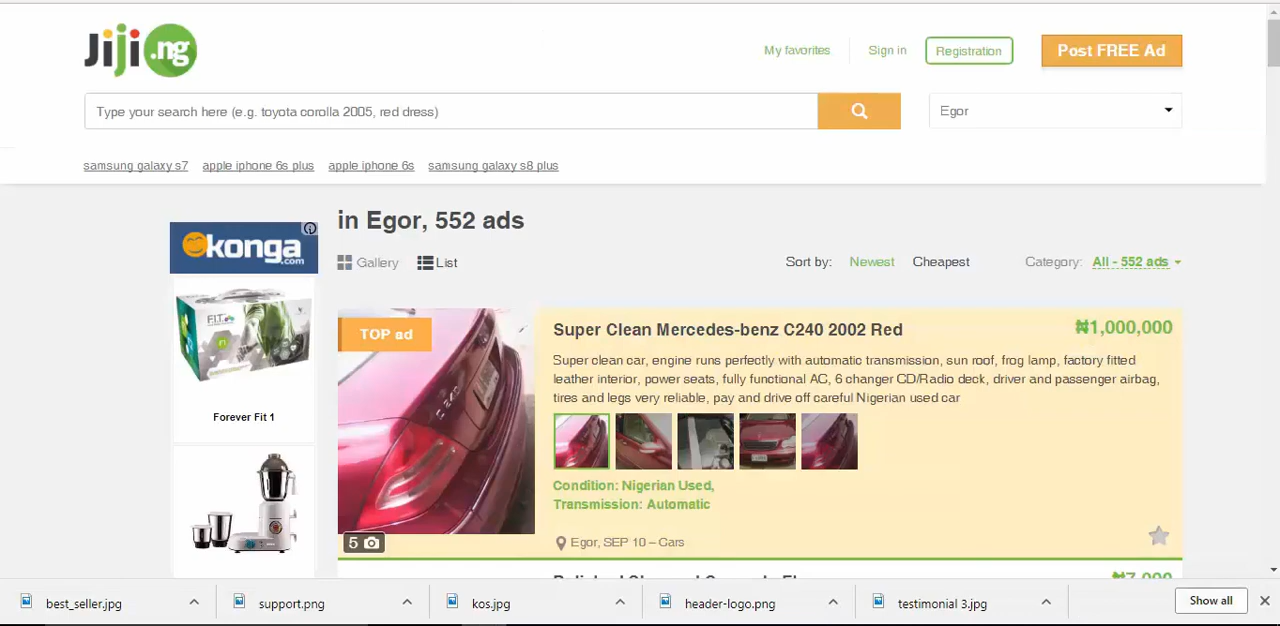 Jiji.ng
My favorites
Sign in
Registration
Post FREE Ad
Type your search here (e.g. toyota corolla 2005, red dress)
Egor
samsung galaxy s7
apple iphone 6s plus
apple iphone 6s
samsung galaxy s8 plus
in Egor, 552 ads
konga
.com
Gallery
List
Sort by:
Newest
Cheapest
Category:
All - 552 ads
F.I.T.
Forever Fit 1
TOP ad
C240
5
Super Clean Mercedes-benz C240 2002 Red
₦1,000,000
Super clean car, engine runs perfectly with automatic transmission, sun roof, frog lamp, factory fitted
leather interior, power seats, fully functional AC, 6 changer CD/Radio deck, driver and passenger airbag,
tires and legs very reliable, pay and drive off careful Nigerian used car
Condition: Nigerian Used,
Transmission: Automatic
Egor, SEP 10 – Cars
₦7,000
best_seller.jpg
support.png
kos.jpg
header-logo.png
testimonial 3.jpg
Show all